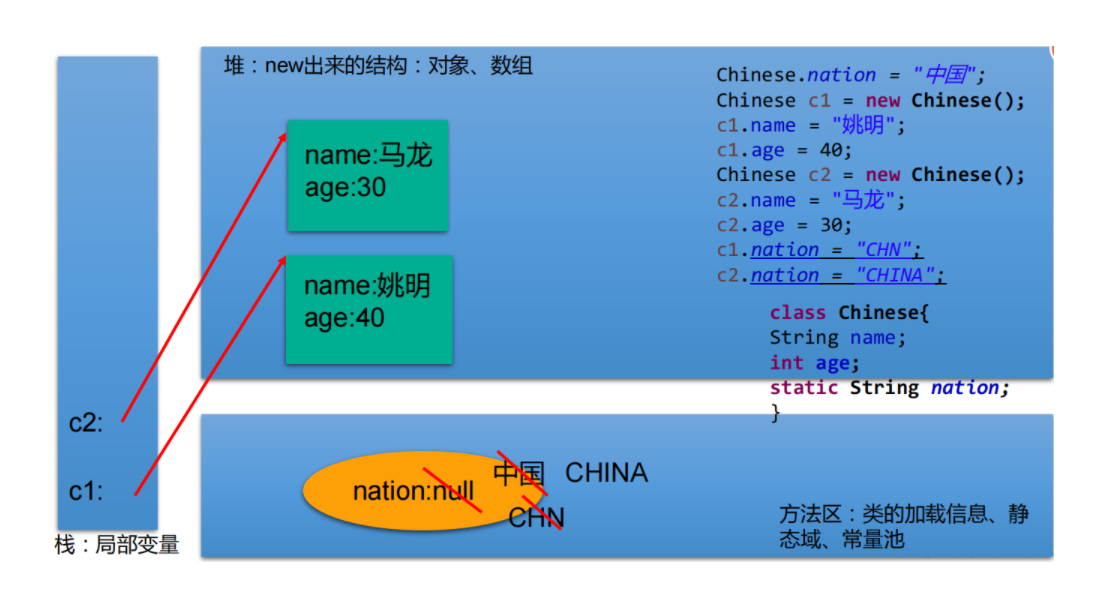 堆：new出来的结构：对象、数组
name:马龙
age:30
name:姚明
age:40
Chinese.nation = "中国";
Chinese c1 = new Chinese();
c1.name = "姚明";
c1.age = 40;
Chinese c2 = new Chinese();
c2.name = "马龙";
c2.age = 30;
c1.nation = "CHN";
c2.nation = "CHINA";
class Chinese{
String name;
int age;
static String nation;
}
c2:
c1:
栈：局部变量
nation:null
中国
CHINA
CHN
方法区：类的加载信息、静
态域、常量池